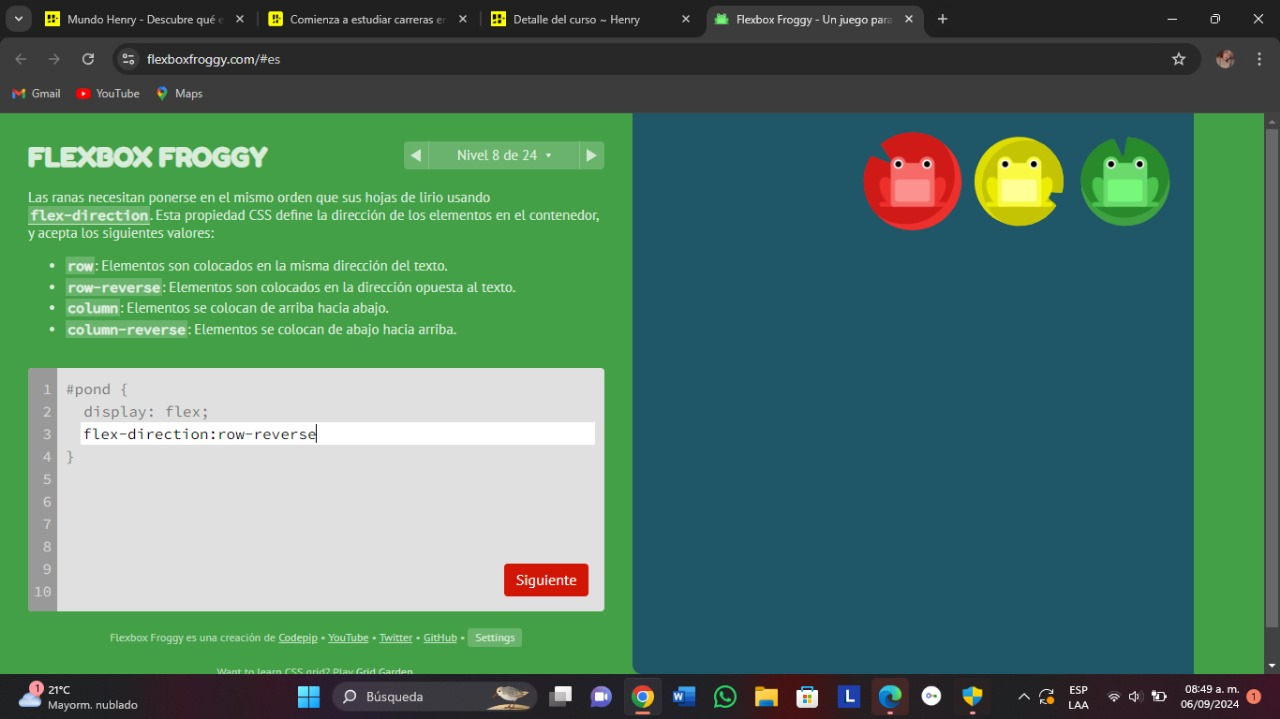 Mundo Henry - Descubre qué e
Comienza a estudiar carreras en
Detalle del curso ~ Henry
Flexbox Froggy - Un juego para
flexboxfroggy.com/#es
Gmail
YouTube
Maps
FLEXBOX FROGGY
Nivel 8 de 24
Las ranas necesitan ponerse en el mismo orden que sus hojas de lirio usando
flex-direction. Esta propiedad CSS define la dirección de los elementos en el contenedor,
y acepta los siguientes valores:
• row: Elementos son colocados en la misma dirección del texto.
• row-reverse: Elementos son colocados en la dirección opuesta al texto.
• column: Elementos se colocan de arriba hacia abajo.
• column-reverse: Elementos se colocan de abajo hacia arriba.
1 #pond {
2 display: flex;
3 flex-direction:row-reverse
4 }
5
6
7
8
9
10
Siguiente
Flexbox Froggy es una creación de Codepip • YouTube • Twitter • GitHub • Settings
Want to learn CSS grid? Play Grid Garden.
1
21°C
Mayorm. nublado
Búsqueda
W
L
ESP
LAA
08:49 a. m.
06/09/2024
1